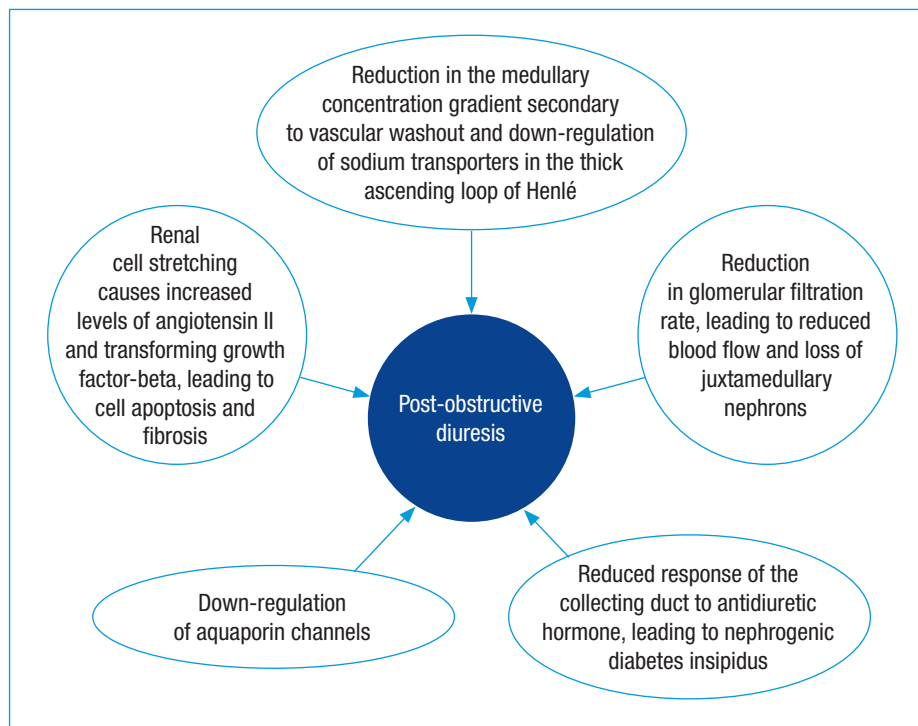 Reduction in the medullary
concentration gradient secondary
to vascular washout and down-regulation
of sodium transporters in the thick
ascending loop of Henlé
Renal
cell stretching
causes increased
levels of angiotensin II
and transforming growth
factor-beta, leading to
cell apoptosis and
fibrosis
Reduction
in glomerular filtration
rate, leading to reduced
blood flow and loss of
juxtamedullary
nephrons
Post-obstructive
diuresis
Down-regulation
of aquaporin channels
Reduced response of the
collecting duct to antidiuretic
hormone, leading to nephrogenic
diabetes insipidus